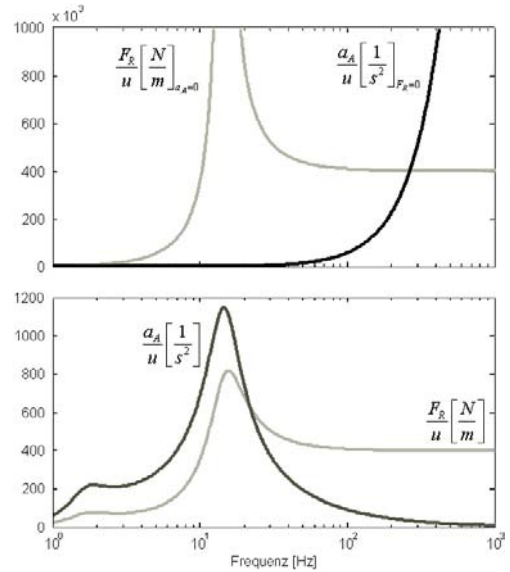 1000 x 10³
800
600
400
200
0
F_R/u [N/m]_{a_A=0}
a_A/u [1/s²]_{F_R=0}
1200
1000
800
600
400
200
0
a_A/u [1/s²]
F_R/u [N/m]
10⁰ 10¹ 10² 10³
Frequenz [Hz]